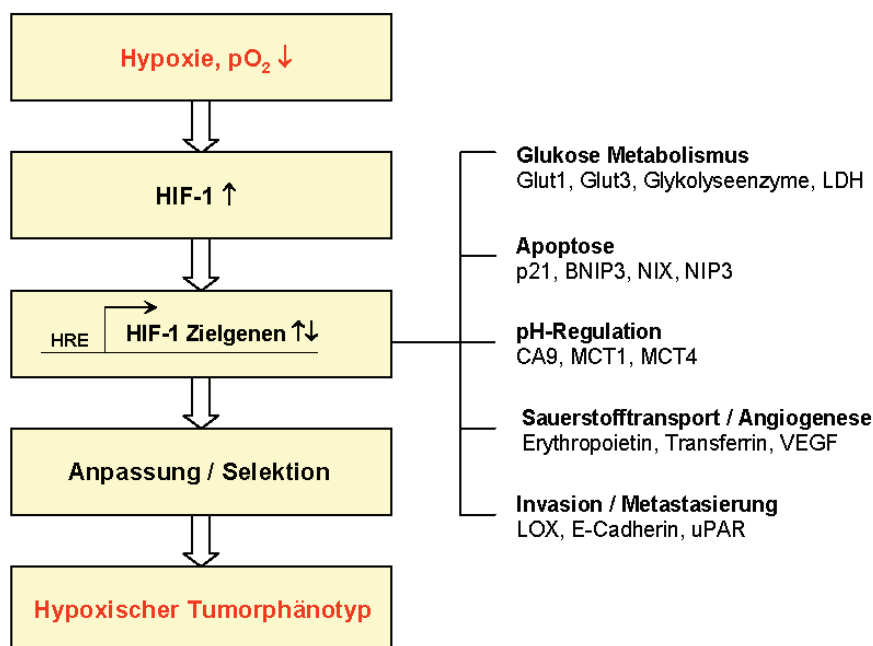 Hypoxie, pO₂ ↓
HIF-1 ↑
HRE
HIF-1 Zielgenen ↑↓
Anpassung / Selektion
Hypoxischer Tumorphänotyp
Glukose Metabolismus
Glut1, Glut3, Glykolyseenzyme, LDH
Apoptose
p21, BNIP3, NIX, NIP3
pH-Regulation
CA9, MCT1, MCT4
Sauerstofftransport / Angiogenese
Erythropoietin, Transferrin, VEGF
Invasion / Metastasierung
LOX, E-Cadherin, uPAR